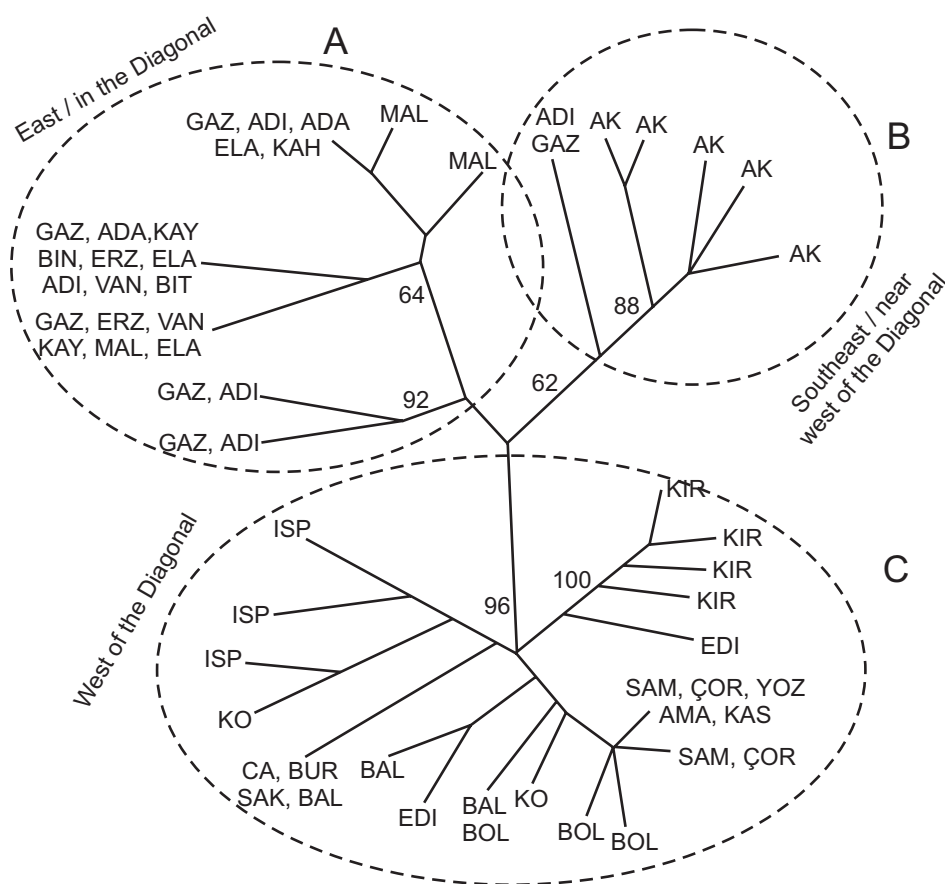 A
East / in the Diagonal
GAZ, ADI, ADA
ELA, KAH
MAL
MAL
GAZ, ADA,KAY
BIN, ERZ, ELA
ADI, VAN, BIT
GAZ, ERZ, VAN
KAY, MAL, ELA
64
GAZ, ADI
92
GAZ, ADI
B
ADI
GAZ
AK
AK
AK
AK
AK
88
62
Southeast / near
west of the Diagonal
C
West of the Diagonal
96
100
ISP
ISP
ISP
KO
CA, BUR
SAK, BAL
BAL
EDI
BAL
BOL
KO
BOL
BOL
SAM, ÇOR
SAM, ÇOR, YOZ
AMA, KAS
EDI
KIR
KIR
KIR
KIR